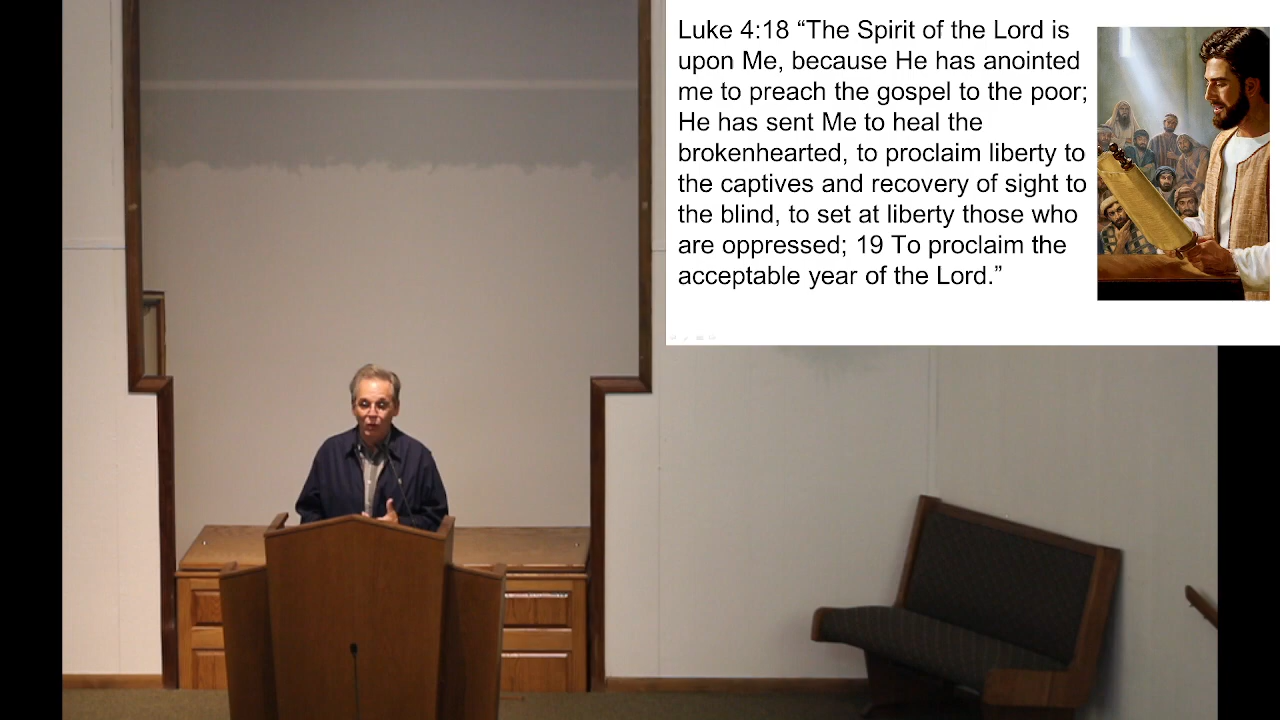 Luke 4:18 “The Spirit of the Lord is
upon Me, because He has anointed
me to preach the gospel to the poor;
He has sent Me to heal the
brokenhearted, to proclaim liberty to
the captives and recovery of sight to
the blind, to set at liberty those who
are oppressed; 19 To proclaim the
acceptable year of the Lord.”